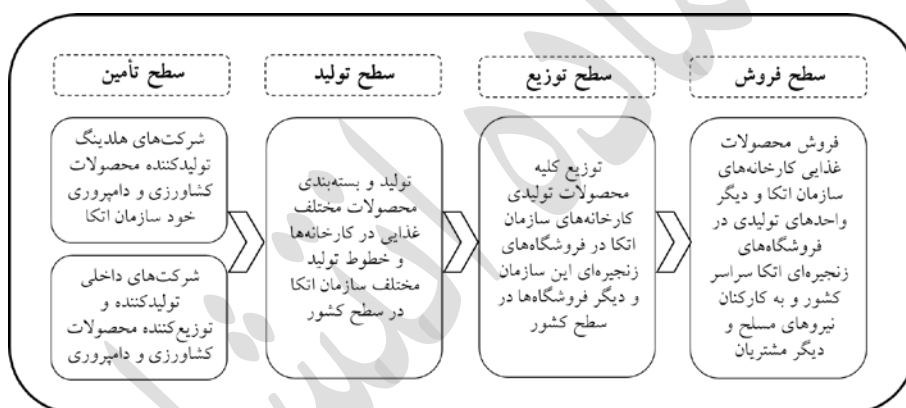 سطح تأمین
سطح تولید
سطح توزیع
سطح فروش
شرکت‌های هلدینگ
تولیدکننده محصولات
کشاورزی و دامپروری
خود سازمان اتکا
شرکت‌های داخلی
تولیدکننده و
توزیع‌کننده محصولات
کشاورزی و دامپروری
تولید و بسته‌بندی
محصولات مختلف
غذایی در کارخانه‌ها
و خطوط تولید
مختلف سازمان اتکا
در سطح کشور
توزیع کلیه
محصولات تولیدی
کارخانه‌های سازمان
اتکا در فروشگاه‌های
زنجیره‌ای این سازمان
و دیگر فروشگاه‌ها در
سطح کشور
فروش محصولات
غذایی کارخانه‌های
سازمان اتکا و دیگر
واحدهای تولیدی در
فروشگاه‌های
زنجیره‌ای اتکا سراسر
کشور و به کارکنان
نیروهای مسلح و
دیگر مشتریان